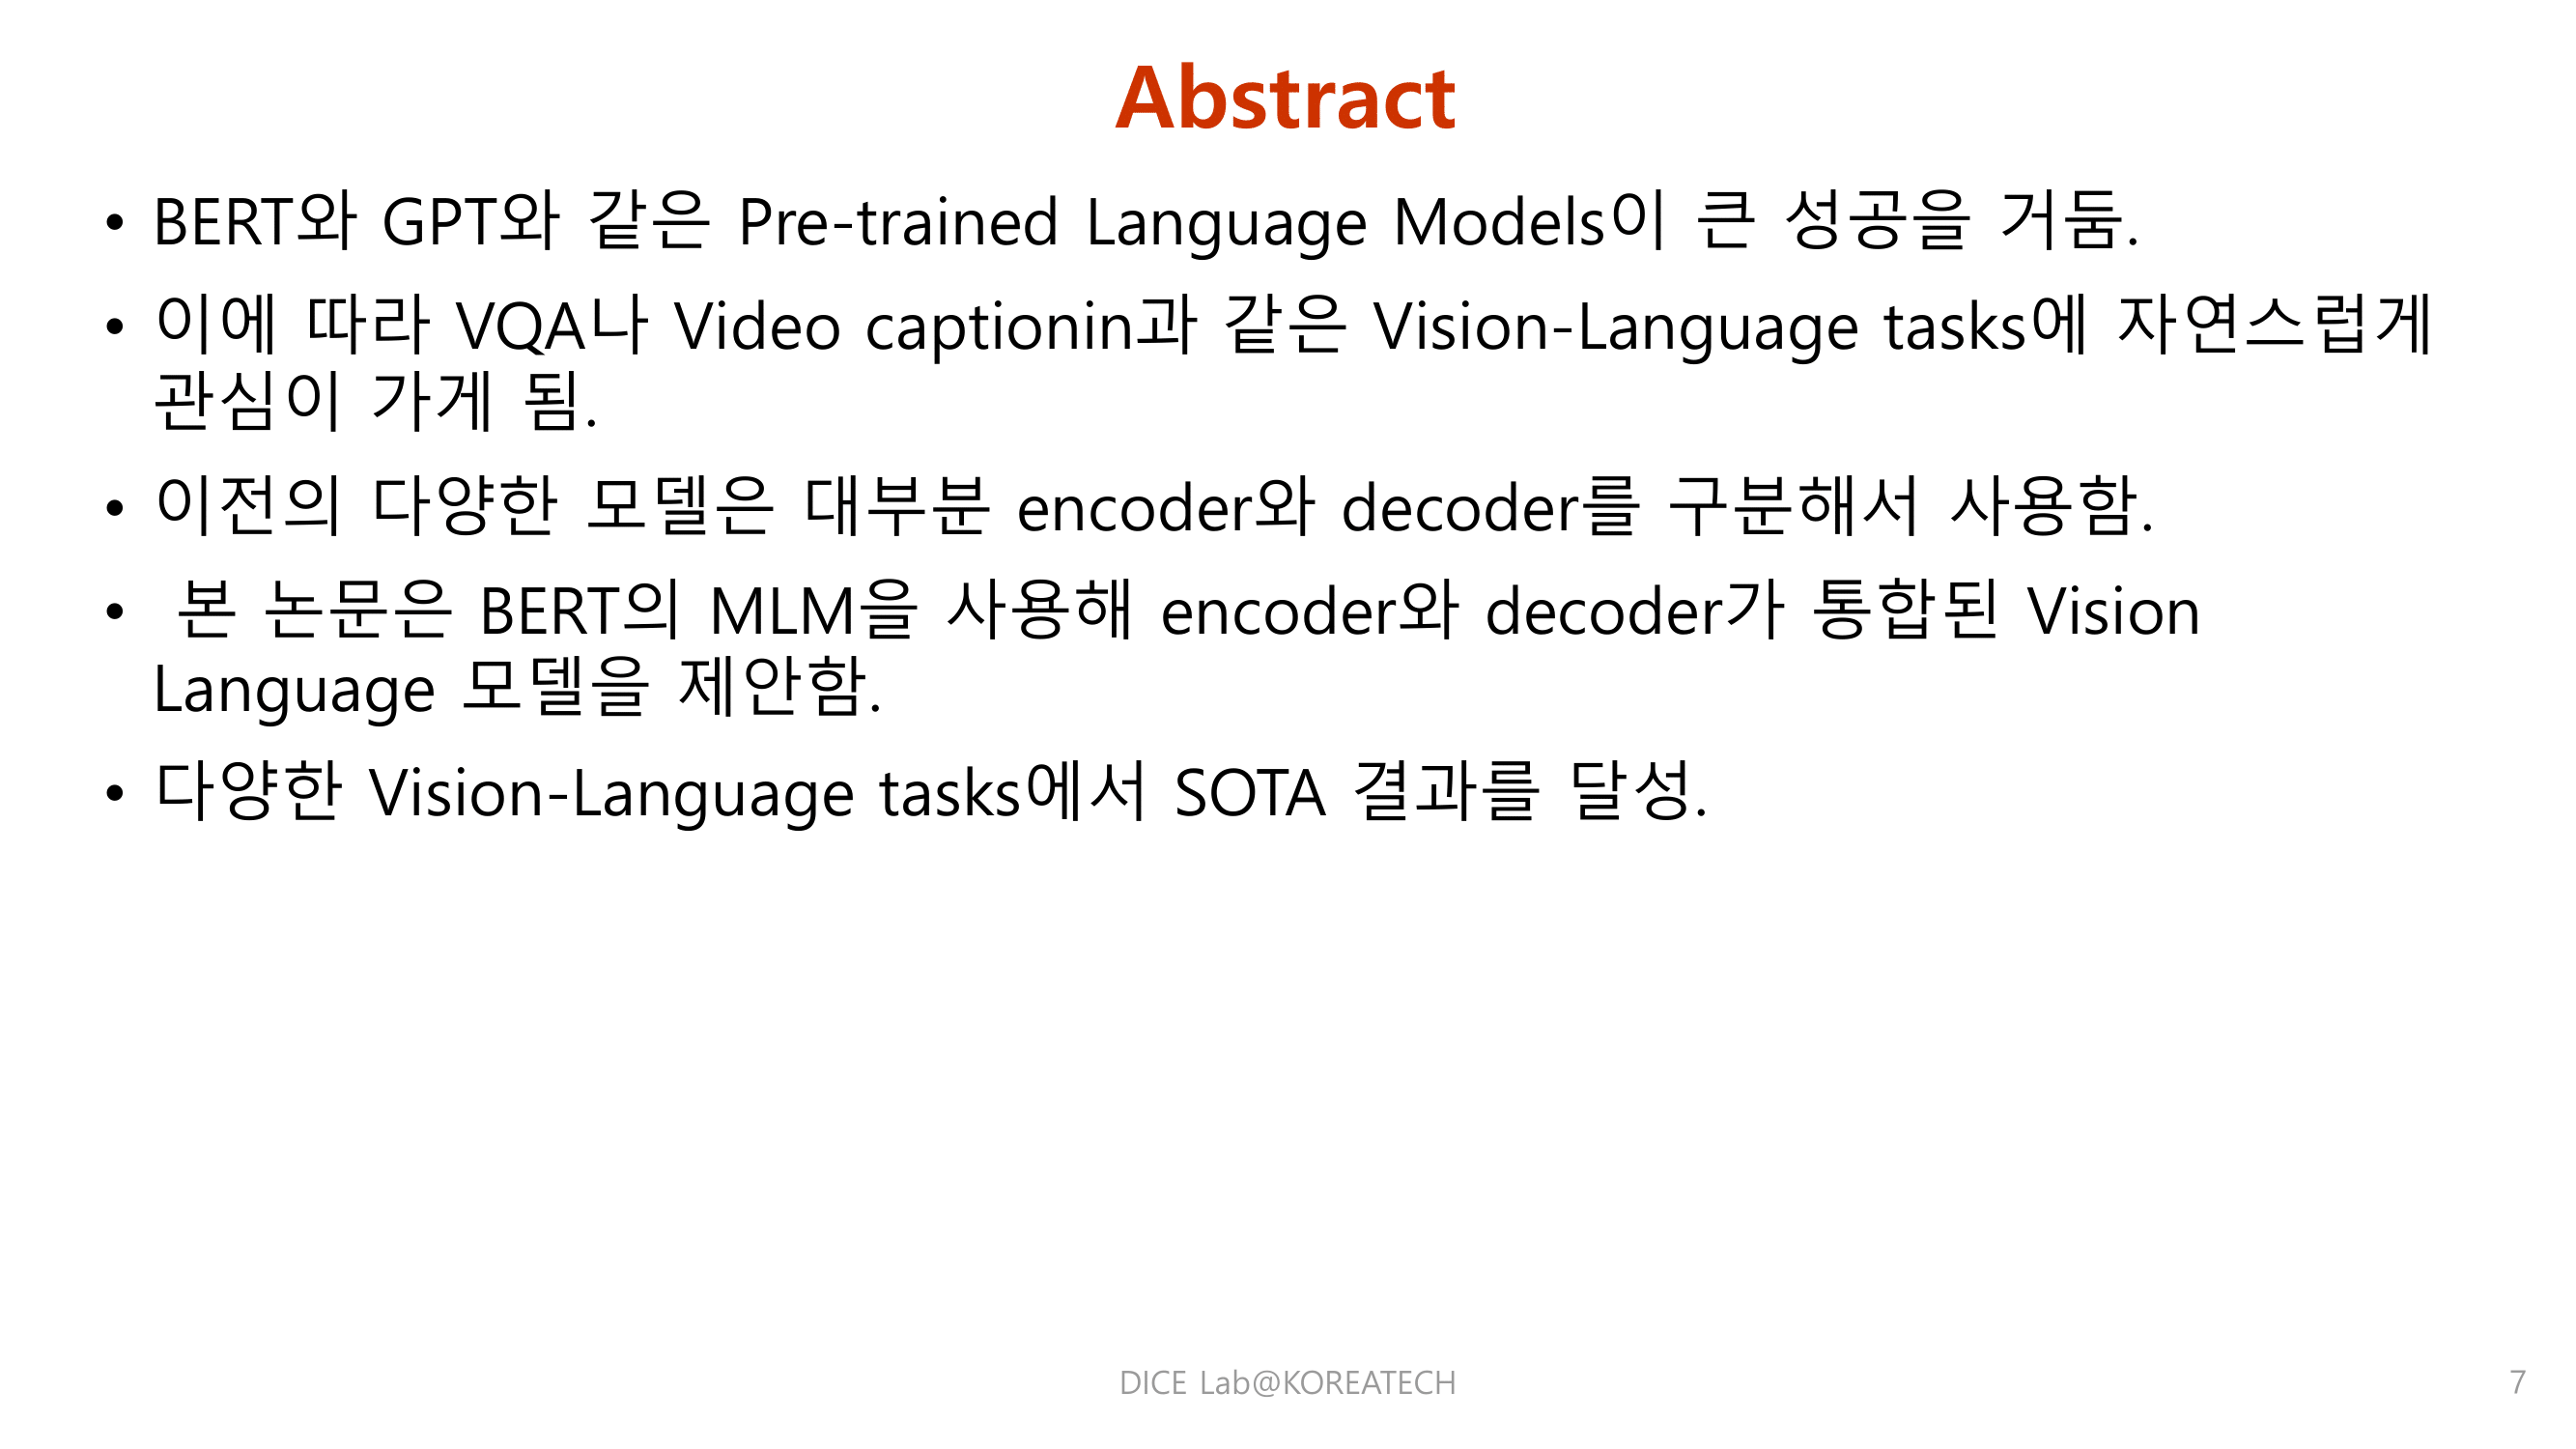 Abstract
• BERT와 GPT와 같은 Pre-trained Language Models이 큰 성공을 거둠.
• 이에 따라 VQA나 Video captionin과 같은 Vision-Language tasks에 자연스럽게
관심이 가게 됨.
• 이전의 다양한 모델은 대부분 encoder와 decoder를 구분해서 사용함.
• 본 논문은 BERT의 MLM을 사용해 encoder와 decoder가 통합된 Vision
Language 모델을 제안함.
• 다양한 Vision-Language tasks에서 SOTA 결과를 달성.
DICE Lab@KOREATECH
7